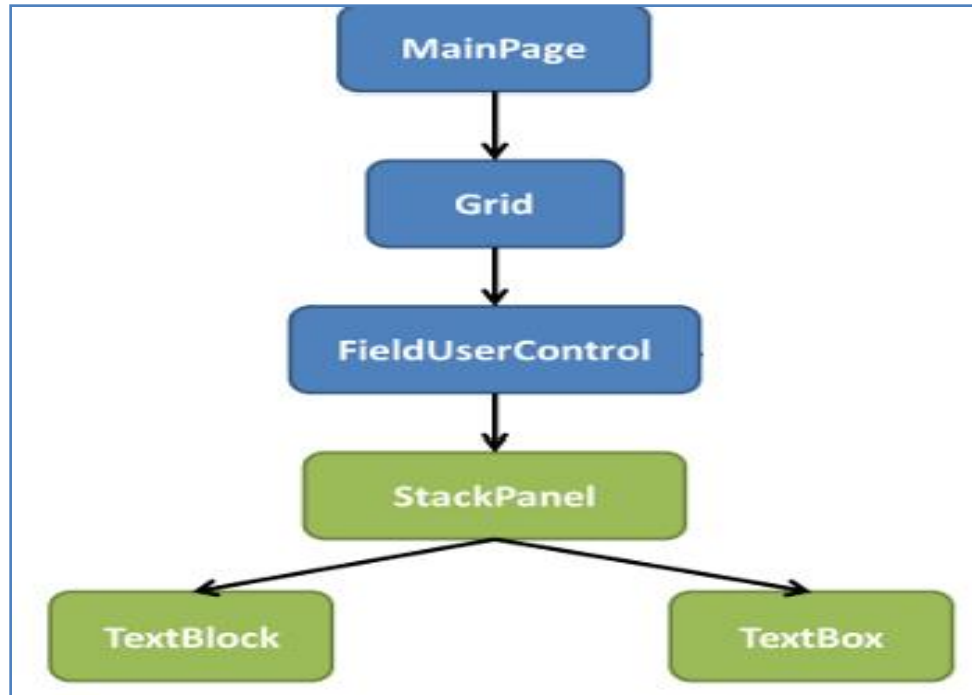 MainPage
Grid
FieldUserControl
StackPanel
TextBlock
TextBox